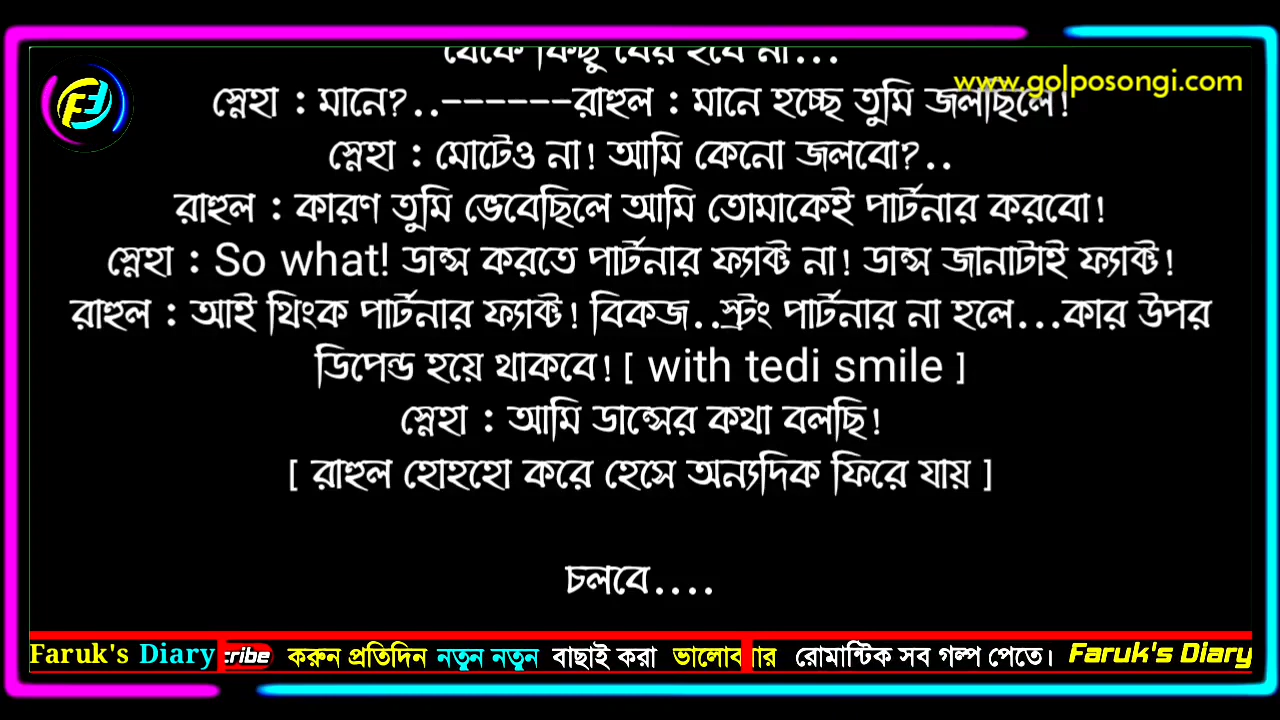 থেকে কিছু বের হবে না...
www.golposongi.com
স্নেহা : মানে?..------রাহুল : মানে হচ্ছে তুমি জলছিলে!
স্নেহা : মোটেও না! আমি কেনো জলবো?..
রাহুল : কারণ তুমি ভেবেছিলে আমি তোমাকেই পার্টনার করবো!
স্নেহা : So what! ডান্স করতে পার্টনার ফ্যাক্ট না! ডান্স জানাটাই ফ্যাক্ট!
রাহুল : আই থিংক পার্টনার ফ্যাক্ট! বিকজ..স্ট্রং পার্টনার না হলে...কার উপর
ডিপেন্ড হয়ে থাকবে! [ with tedi smile ]
স্নেহা : আমি ডান্সের কথা বলছি!
[ রাহুল হোহহো করে হেসে অন্যদিক ফিরে যায় ]
চলবে....
Faruk's Diary cribe করুন প্রতিদিন নতুন নতুন বাছাই করা ভালোবার রোমান্টিক সব গল্প পেতে। Faruk's Diary